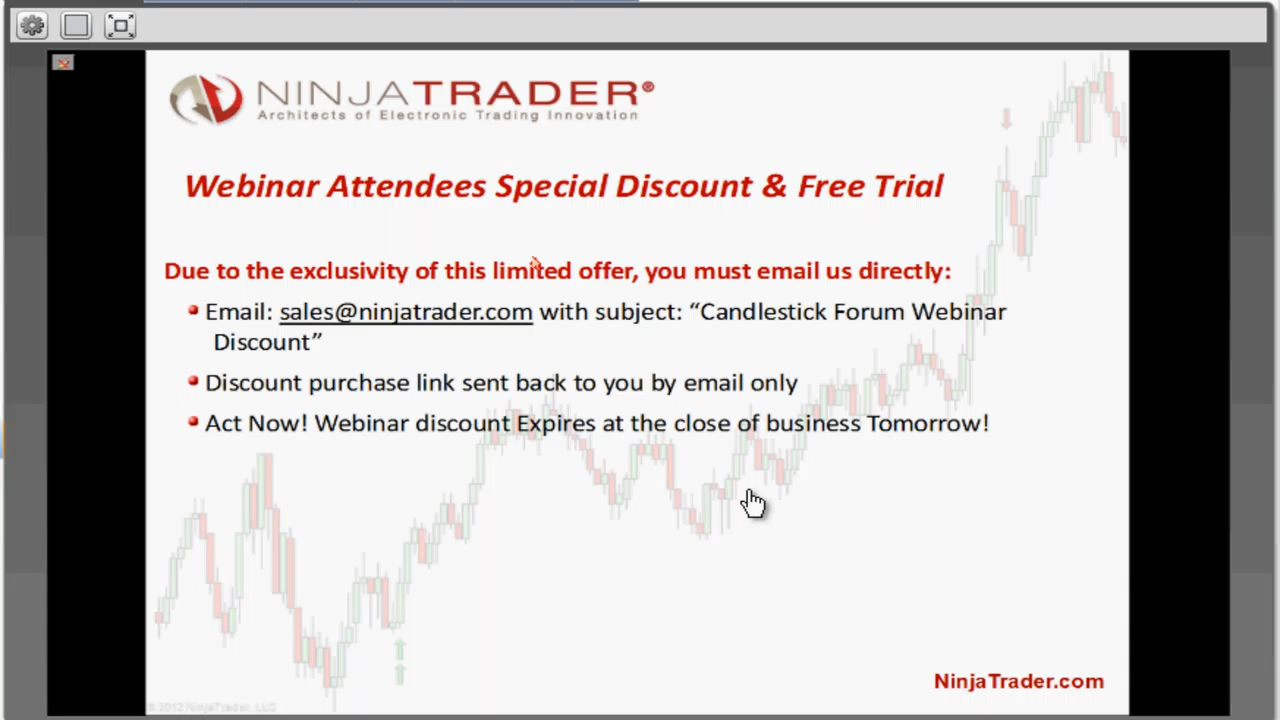 NINJATRADER®
Architects of Electronic Trading Innovation
Webinar Attendees Special Discount & Free Trial
Due to the exclusivity of this limited offer, you must email us directly:
Email: sales@ninjatrader.com with subject: “Candlestick Forum Webinar
Discount”
Discount purchase link sent back to you by email only
Act Now! Webinar discount Expires at the close of business Tomorrow!
NinjaTrader.com
© 2012 NinjaTrader, LLC